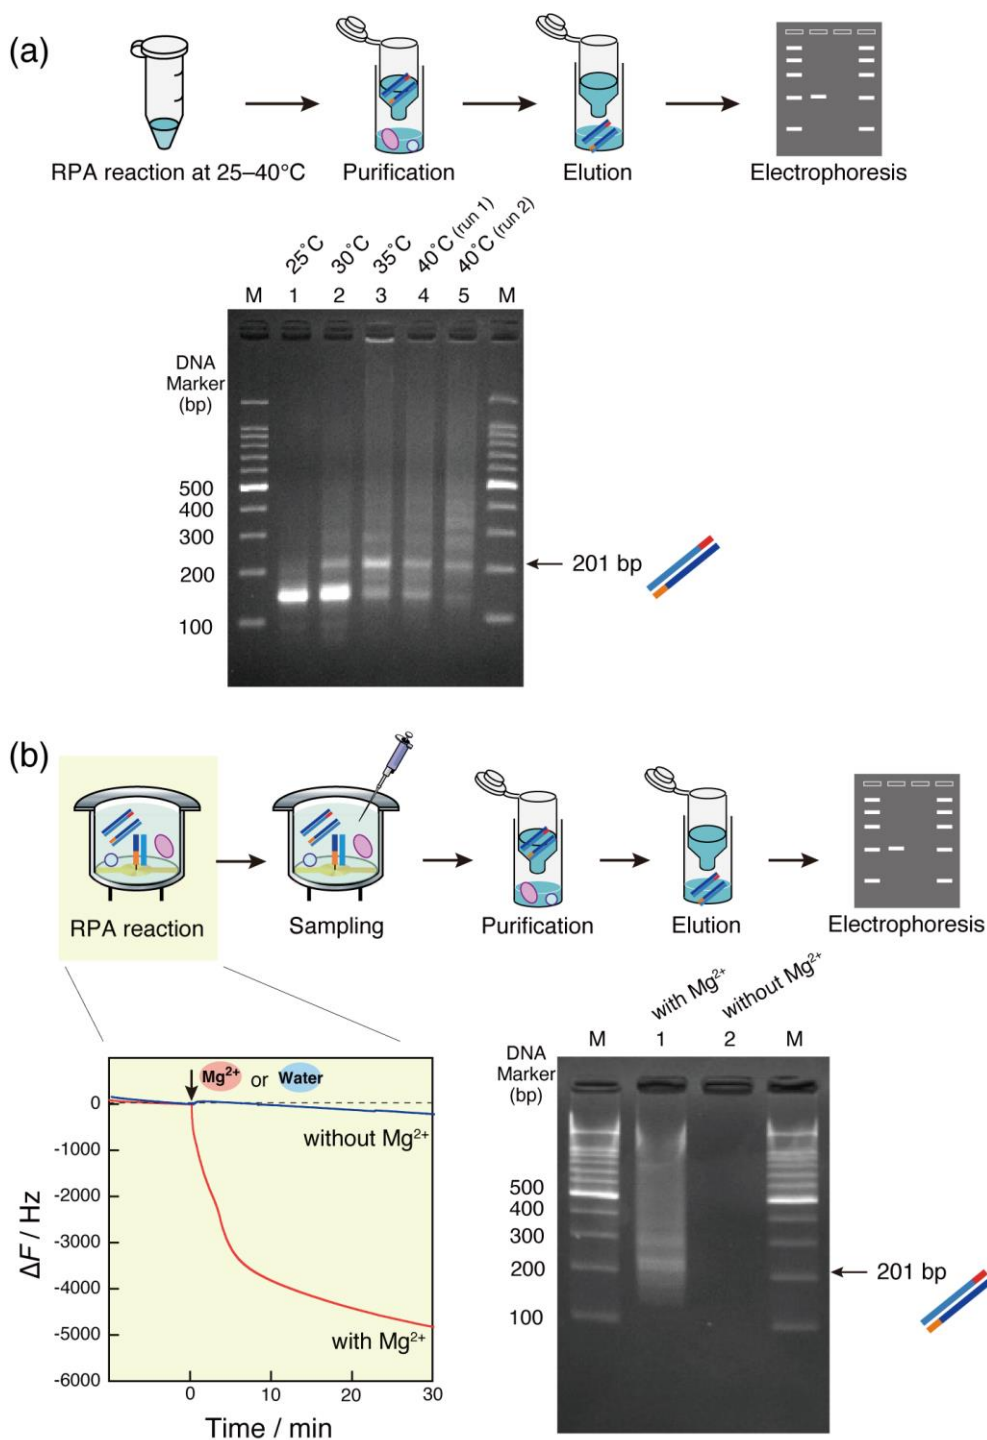 (a)
RPA reaction at 25–40°C
Purification
Elution
Electrophoresis
25°C
30°C
35°C
40°C (run 1)
40°C (run 2)
M 1 2 3 4 5 M
DNA
Marker
(bp)
500
400
300
200
100
201 bp
(b)
RPA reaction
Sampling
Purification
Elution
Electrophoresis
Mg²⁺ or Water
without Mg²⁺
with Mg²⁺
0
-1000
-2000
-3000
-4000
-5000
-6000
ΔF / Hz
0 10 20 30
Time / min
with Mg²⁺
without Mg²⁺
M 1 2 M
DNA
Marker
(bp)
500
400
300
200
100
201 bp